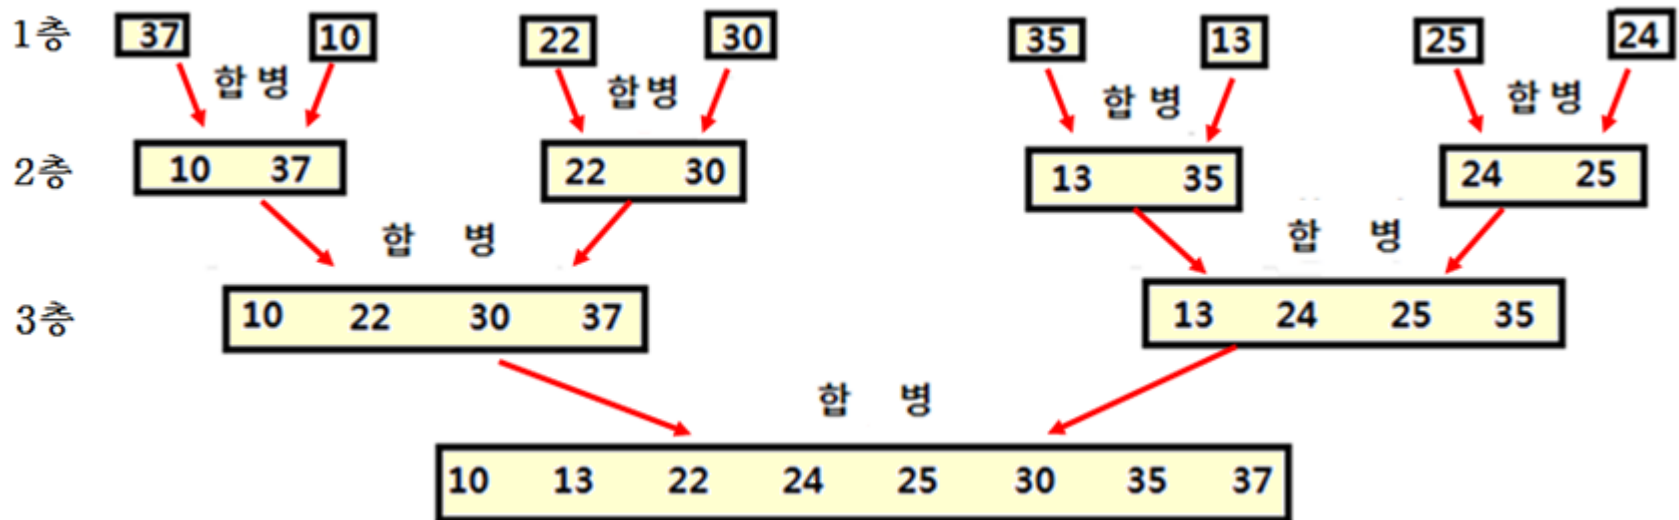 1층 37 10 22 30 35 13 25 24
합 병 합 병 합 병 합 병
2층 10 37 22 30 13 35 24 25
합 병 합 병
3층 10 22 30 37 13 24 25 35
합 병
10 13 22 24 25 30 35 37